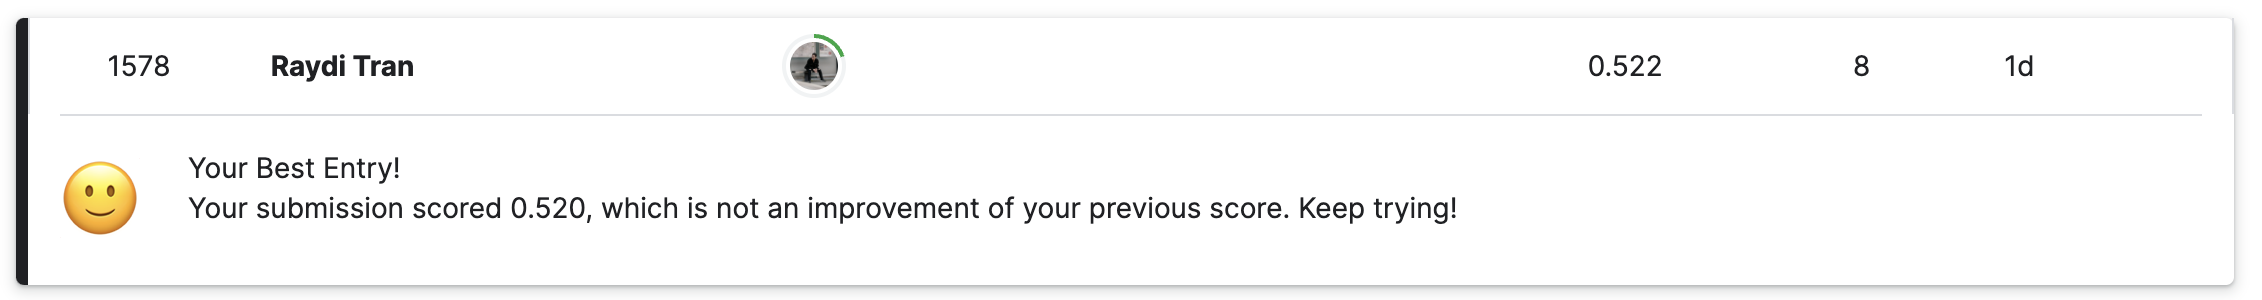 1578 Raydi Tran 0.522 8 1d
Your Best Entry!
Your submission scored 0.520, which is not an improvement of your previous score. Keep trying!